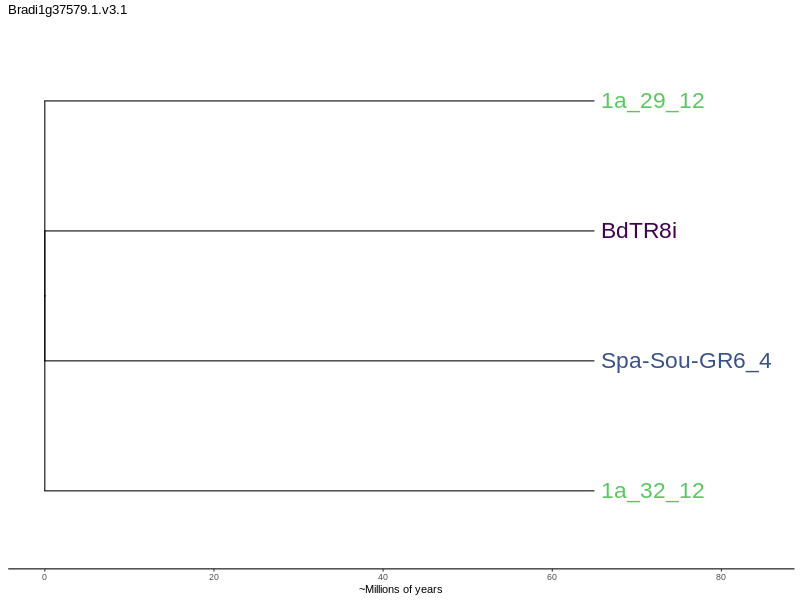 Bradi1g37579.1.v3.1
1a_29_12
BdTR8i
Spa-Sou-GR6_4
1a_32_12
0 20 40 60 80
~Millions of years